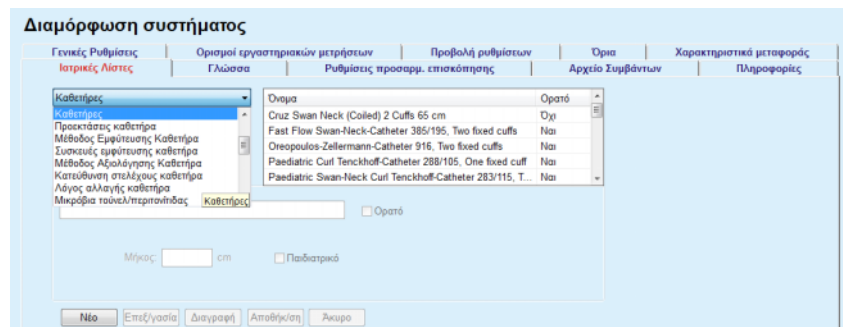 Διαμόρφωση συστήματος
Γενικές Ρυθμίσεις Ορισμοί εργαστηριακών μετρήσεων Προβολή ρυθμίσεων Όρια Χαρακτηριστικά μεταφοράς
Ιατρικές Λίστες Γλώσσα Ρυθμίσεις προσαρμ. επισκόπησης Αρχείο Συμβάντων Πληροφορίες
Καθετήρες Όνομα Ορατό
Καθετήρες Cruz Swan Neck (Coiled) 2 Cuffs 65 cm Όχι
Προεκτάσεις καθετήρα Fast Flow Swan-Neck-Catheter 385/195, Two fixed cuffs Ναι
Μέθοδος Εμφύτευσης Καθετήρα Oreopoulos-Zellermann-Catheter 916, Two fixed cuffs Ναι
Συσκευές εμφύτευσης καθετήρα
Μέθοδος Αξιολόγησης Καθετήρα Paediatric Curl Tenckhoff-Catheter 288/105, One fixed cuff Ναι
Κατεύθυνση στελέχους καθετήρα Paediatric Swan-Neck Curl Tenckhoff-Catheter 283/115, T... Ναι
Λόγος αλλαγής καθετήρα
Μικρόβια τούνελ/περιτονίτιδας Καθετήρες
Ορατό
Μήκος: cm Παιδιατρικό
Νέο Επεξ/γασία Διαγραφή Αποθήκ/ση Άκυρο